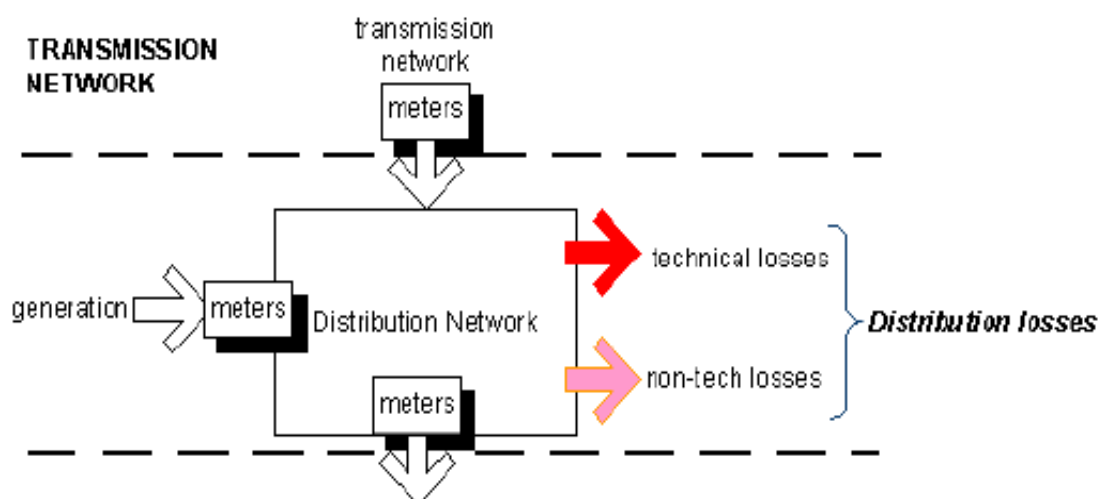 TRANSMISSION
NETWORK
transmission
network
meters
technical losses
generation
meters
Distribution Network
Distribution losses
non-tech losses
meters